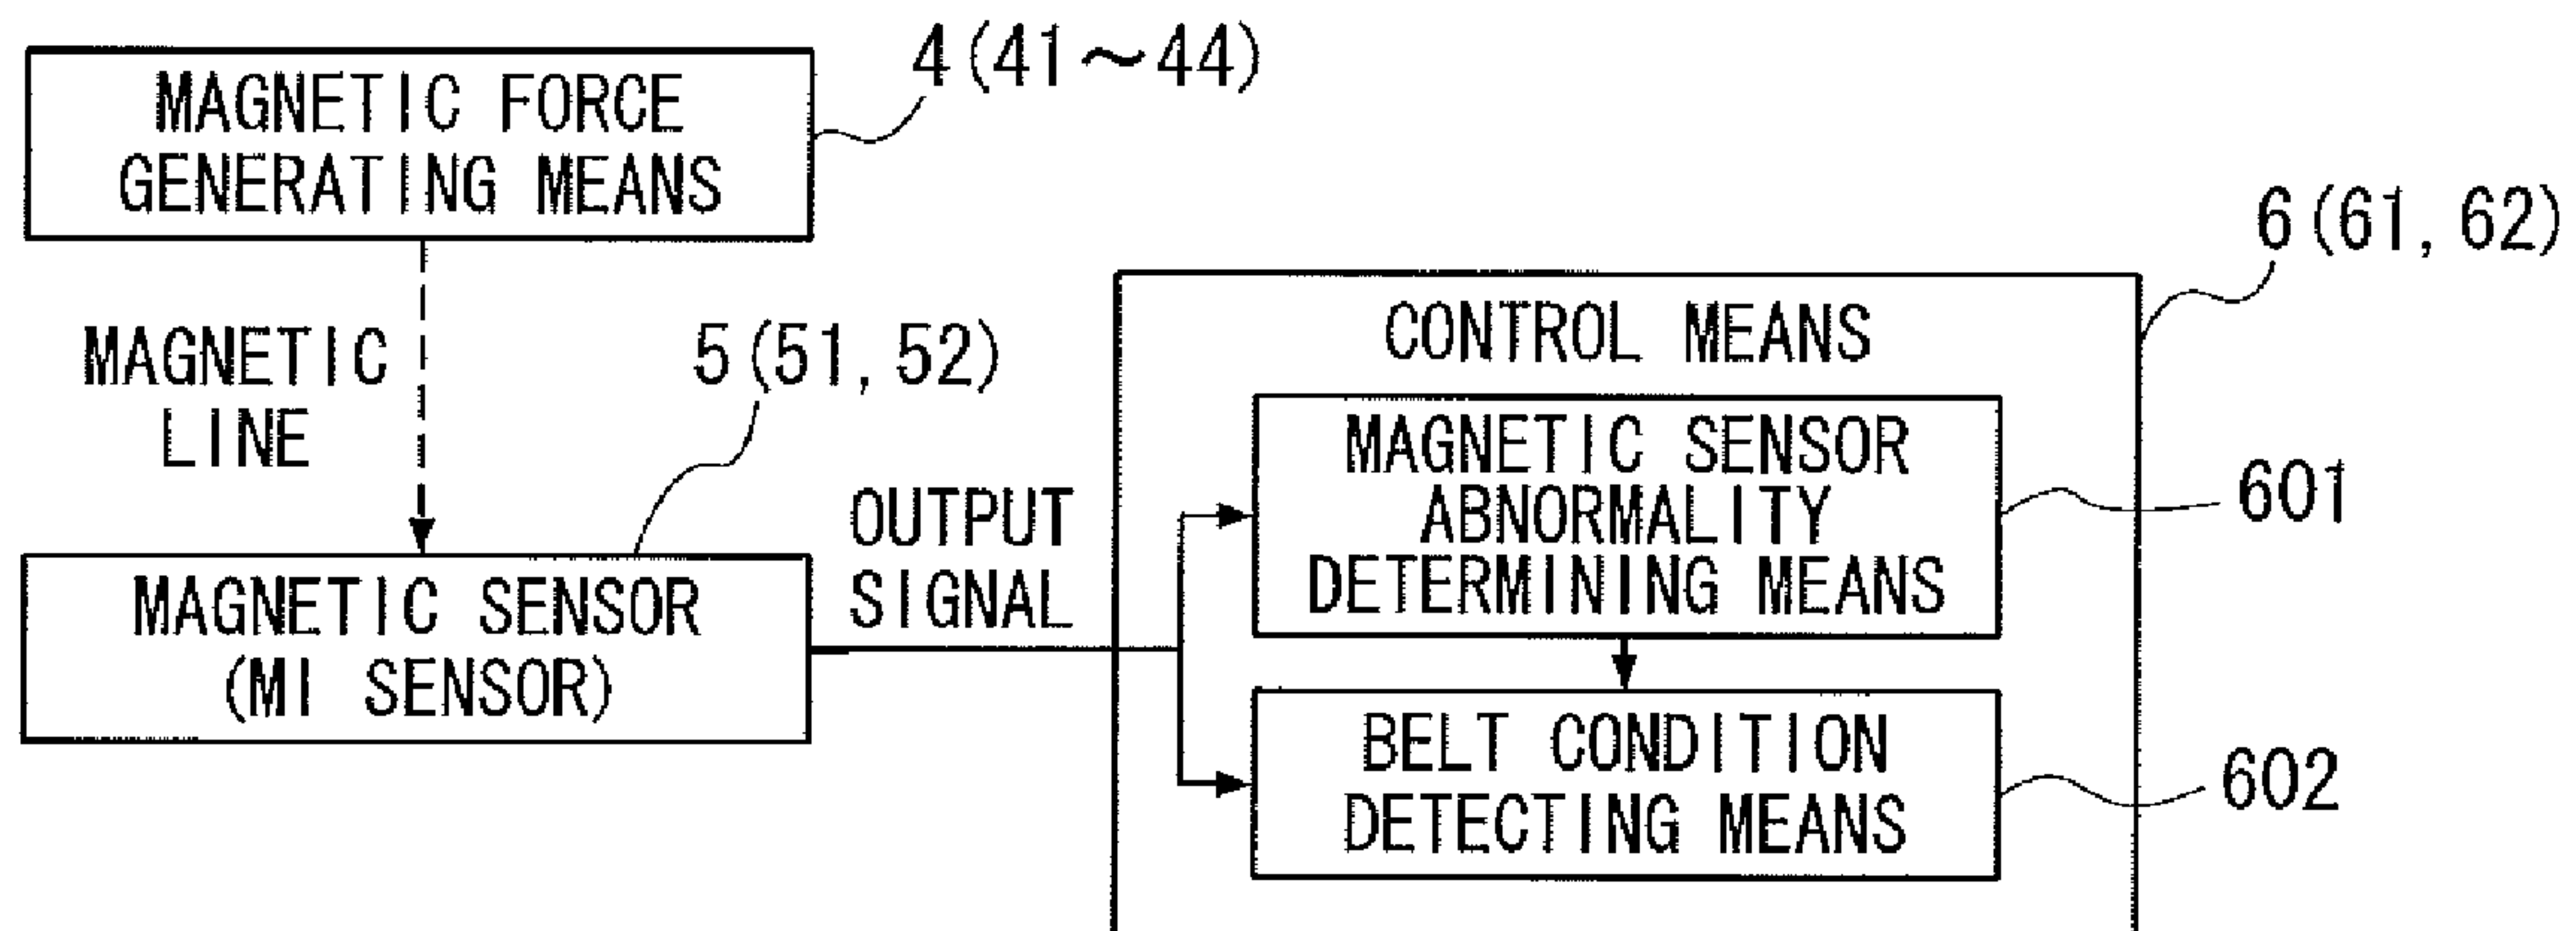 4(41~44)
MAGNETIC FORCE
GENERATING MEANS
6(61,62)
MAGNETIC
LINE
5(51,52)
CONTROL MEANS
OUTPUT
SIGNAL
MAGNETIC SENSOR
ABNORMALITY
DETERMINING MEANS
601
MAGNETIC SENSOR
(MI SENSOR)
BELT CONDITION
DETECTING MEANS
602